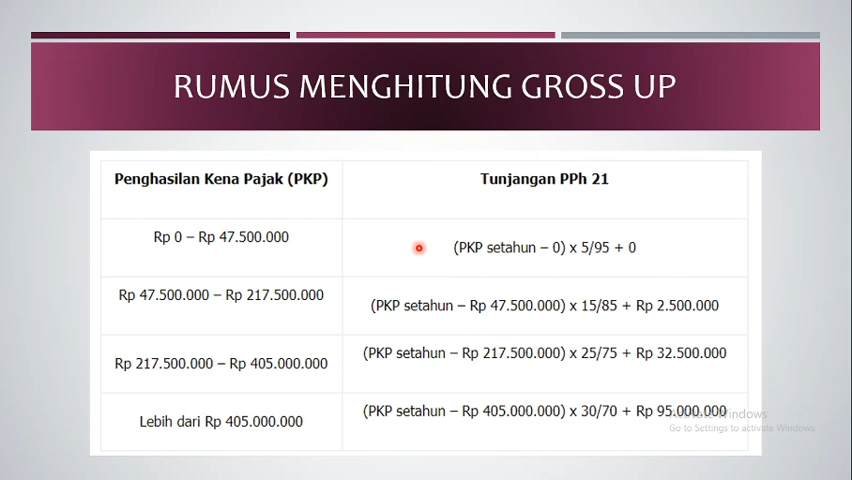 RUMUS MENGHITUNG GROSS UP
Penghasilan Kena Pajak (PKP)
Tunjangan PPh 21
Rp 0 – Rp 47.500.000
(PKP setahun – 0) x 5/95 + 0
Rp 47.500.000 – Rp 217.500.000
(PKP setahun – Rp 47.500.000) x 15/85 + Rp 2.500.000
Rp 217.500.000 – Rp 405.000.000
(PKP setahun – Rp 217.500.000) x 25/75 + Rp 32.500.000
Lebih dari Rp 405.000.000
(PKP setahun – Rp 405.000.000) x 30/70 + Rp 95.000.000
Activate Windows
Go to Settings to activate Windows.